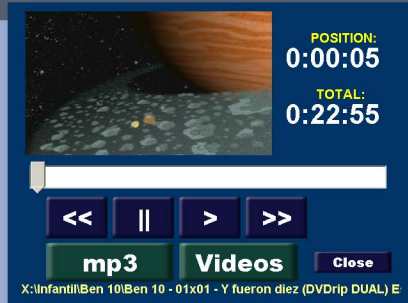 POSITION:
0:00:05
TOTAL:
0:22:55
<< || > >>
mp3 Videos Close
X:\Infantil\Ben 10\Ben 10 - 01x01 - Y fueron diez (DVDrip DUAL) E